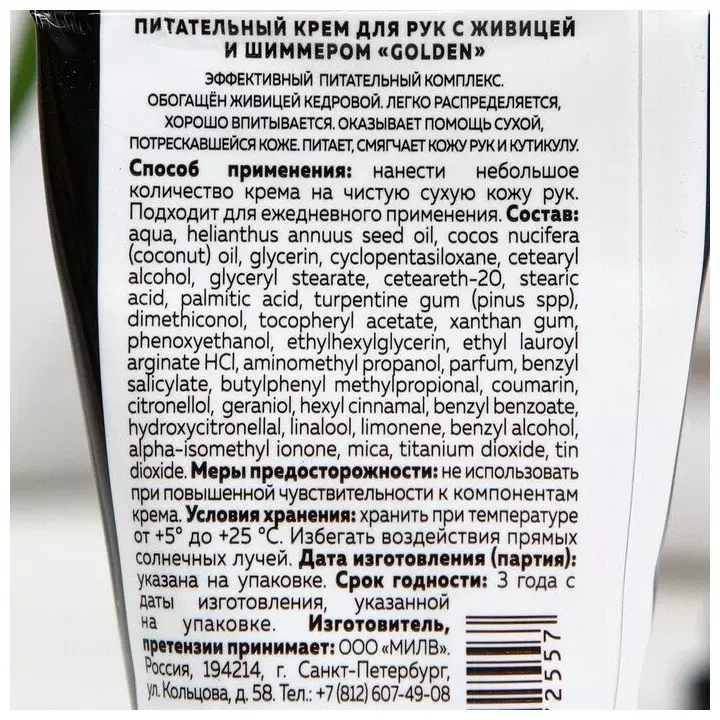 ПИТАТЕЛЬНЫЙ КРЕМ ДЛЯ РУК С ЖИВИЦЕЙ
И ШИММЕРОМ «GOLDEN»
ЭФФЕКТИВНЫЙ ПИТАТЕЛЬНЫЙ КОМПЛЕКС.
ОБОГАЩЁН ЖИВИЦЕЙ КЕДРОВОЙ. ЛЕГКО РАСПРЕДЕЛЯЕТСЯ,
ХОРОШО ВПИТЫВАЕТСЯ. ОКАЗЫВАЕТ ПОМОЩЬ СУХОЙ,
ПОТРЕСКАВШЕЙСЯ КОЖЕ. ПИТАЕТ, СМЯГЧАЕТ КОЖУ РУК И КУТИКУЛУ.
Способ применения: нанести небольшое
количество крема на чистую сухую кожу рук.
Подходит для ежедневного применения. Состав:
aqua, helianthus annuus seed oil, cocos nucifera
(coconut) oil, glycerin, cyclopentasiloxane, cetearyl
alcohol, glyceryl stearate, ceteareth-20, stearic
acid, palmitic acid, turpentine gum (pinus spp),
dimethiconol, tocopheryl acetate, xanthan gum,
phenoxyethanol, ethylhexylglycerin, ethyl lauroyl
arginate HCl, aminomethyl propanol, parfum, benzyl
salicylate, butylphenyl methylpropional, coumarin,
citronellol, geraniol, hexyl cinnamal, benzyl benzoate,
hydroxycitronellal, linalool, limonene, benzyl alcohol,
alpha-isomethyl ionone, mica, titanium dioxide, tin
dioxide. Меры предосторожности: не использовать
при повышенной чувствительности к компонентам
крема. Условия хранения: хранить при температуре
от +5° до +25 °C. Избегать воздействия прямых
солнечных лучей. Дата изготовления (партия):
указана на упаковке. Срок годности: 3 года с
даты изготовления, указанной
на упаковке. Изготовитель,
претензии принимает: ООО «МИЛВ».
Россия, 194214, г. Санкт-Петербург,
ул. Кольцова, д. 58. Тел.: +7 (812) 607-49-08
2557